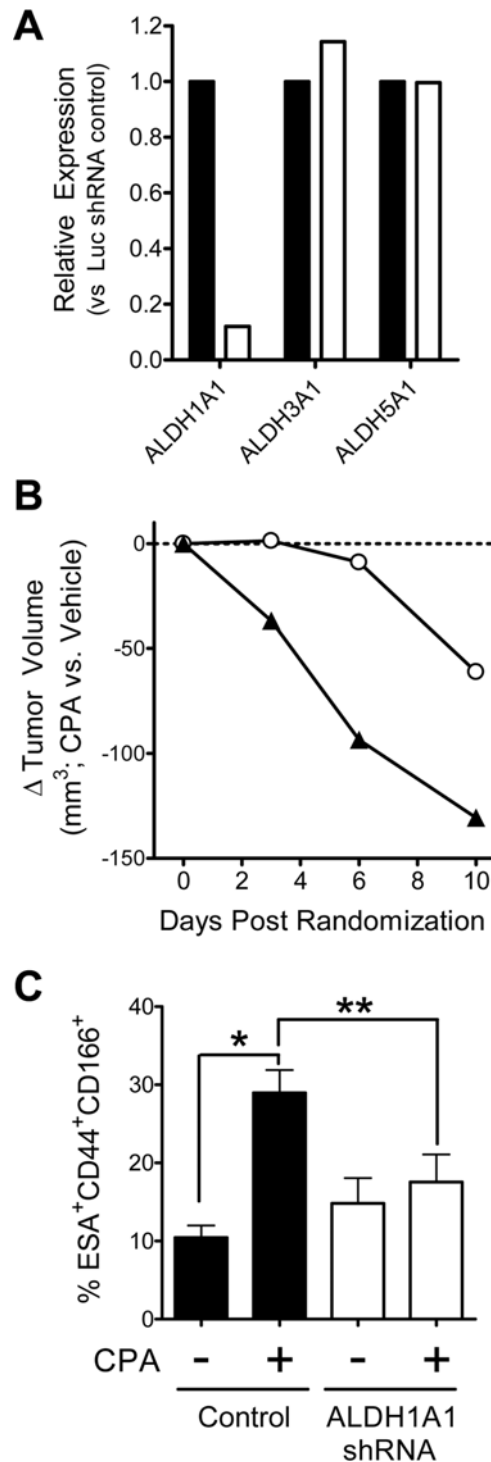 A
Relative Expression
(vs Luc shRNA control)
1.2
1.0
0.8
0.6
0.4
0.2
0.0
ALDH1A1
ALDH3A1
ALDH5A1
B
Δ Tumor Volume
(mm³; CPA vs. Vehicle)
0
-50
-100
-150
0 2 4 6 8 10
Days Post Randomization
C
% ESA⁺CD44⁺CD166⁺
40
30
20
10
0
* **
CPA - + - +
Control ALDH1A1
shRNA